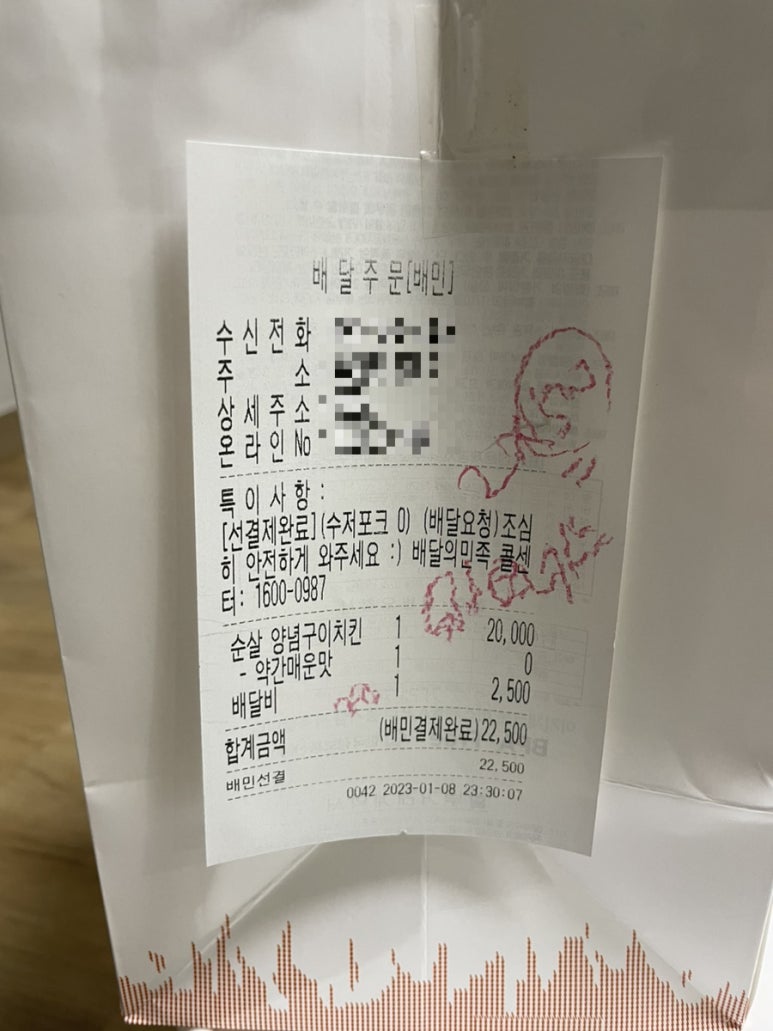 배달주문[배민]
수신전화
주 소
상세주소
온라인No
특이사항:
[선결제완료](수저포크 0) (배달요청)조심
히 안전하게 와주세요 :) 배달의민족 콜센
터: 1600-0987
순살 양념구이치킨 1 20,000
- 약간매운맛 1 0
배달비 1 2,500
합계금액 (배민결제완료)22,500
배민선결 22,500
0042 2023-01-08 23:30:07